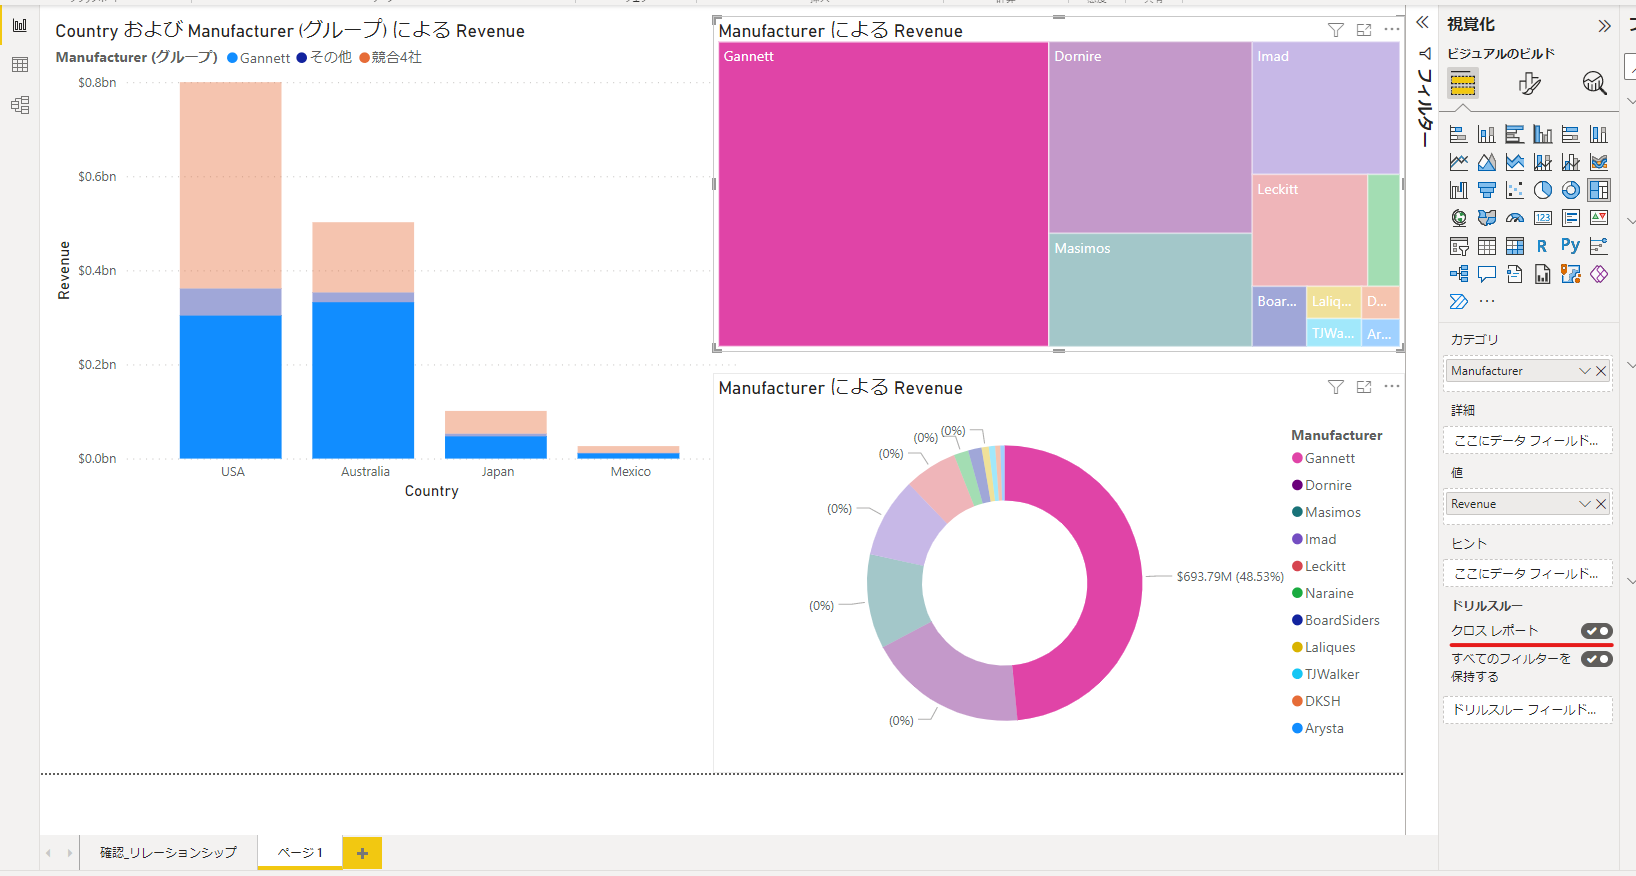 Country および Manufacturer (グループ) による Revenue
Manufacturer (グループ) Gannett その他 競合4社
$0.8bn
$0.6bn
$0.4bn
$0.2bn
$0.0bn
Revenue
USA Australia Japan Mexico
Country
Manufacturer による Revenue
Gannett
Dornire
Imad
Masimos
Leckitt
Boar...
Laliq...
D...
TJWa...
Ar...
Manufacturer による Revenue
(0%)
(0%)
(0%)
(0%)
(0%)
(0%)
$693.79M (48.53%)
Manufacturer
Gannett
Dornire
Masimos
Imad
Leckitt
Naraine
BoardSiders
Laliques
TJWalker
DKSH
Arysta
フィルター
視覚化
ビジュアルのビルド
123
R
Py
カテゴリ
Manufacturer
詳細
ここにデータ フィールド...
値
Revenue
ヒント
ここにデータ フィールド...
ドリルスルー
クロス レポート
すべてのフィルターを
保持する
ドリルスルー フィールド...
確認_リレーションシップ
ページ 1